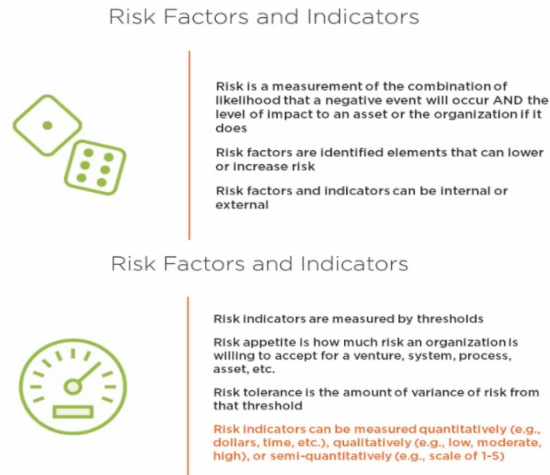 Risk Factors and Indicators
Risk is a measurement of the combination of
likelihood that a negative event will occur AND the
level of impact to an asset or the organization if it
does
Risk factors are identified elements that can lower
or increase risk
Risk factors and indicators can be internal or
external
Risk Factors and Indicators
Risk indicators are measured by thresholds
Risk appetite is how much risk an organization is
willing to accept for a venture, system, process,
asset, etc.
Risk tolerance is the amount of variance of risk from
that threshold
Risk indicators can be measured quantitatively (e.g.,
dollars, time, etc.), qualitatively (e.g., low, moderate,
high), or semi-quantitatively (e.g., scale of 1-5)